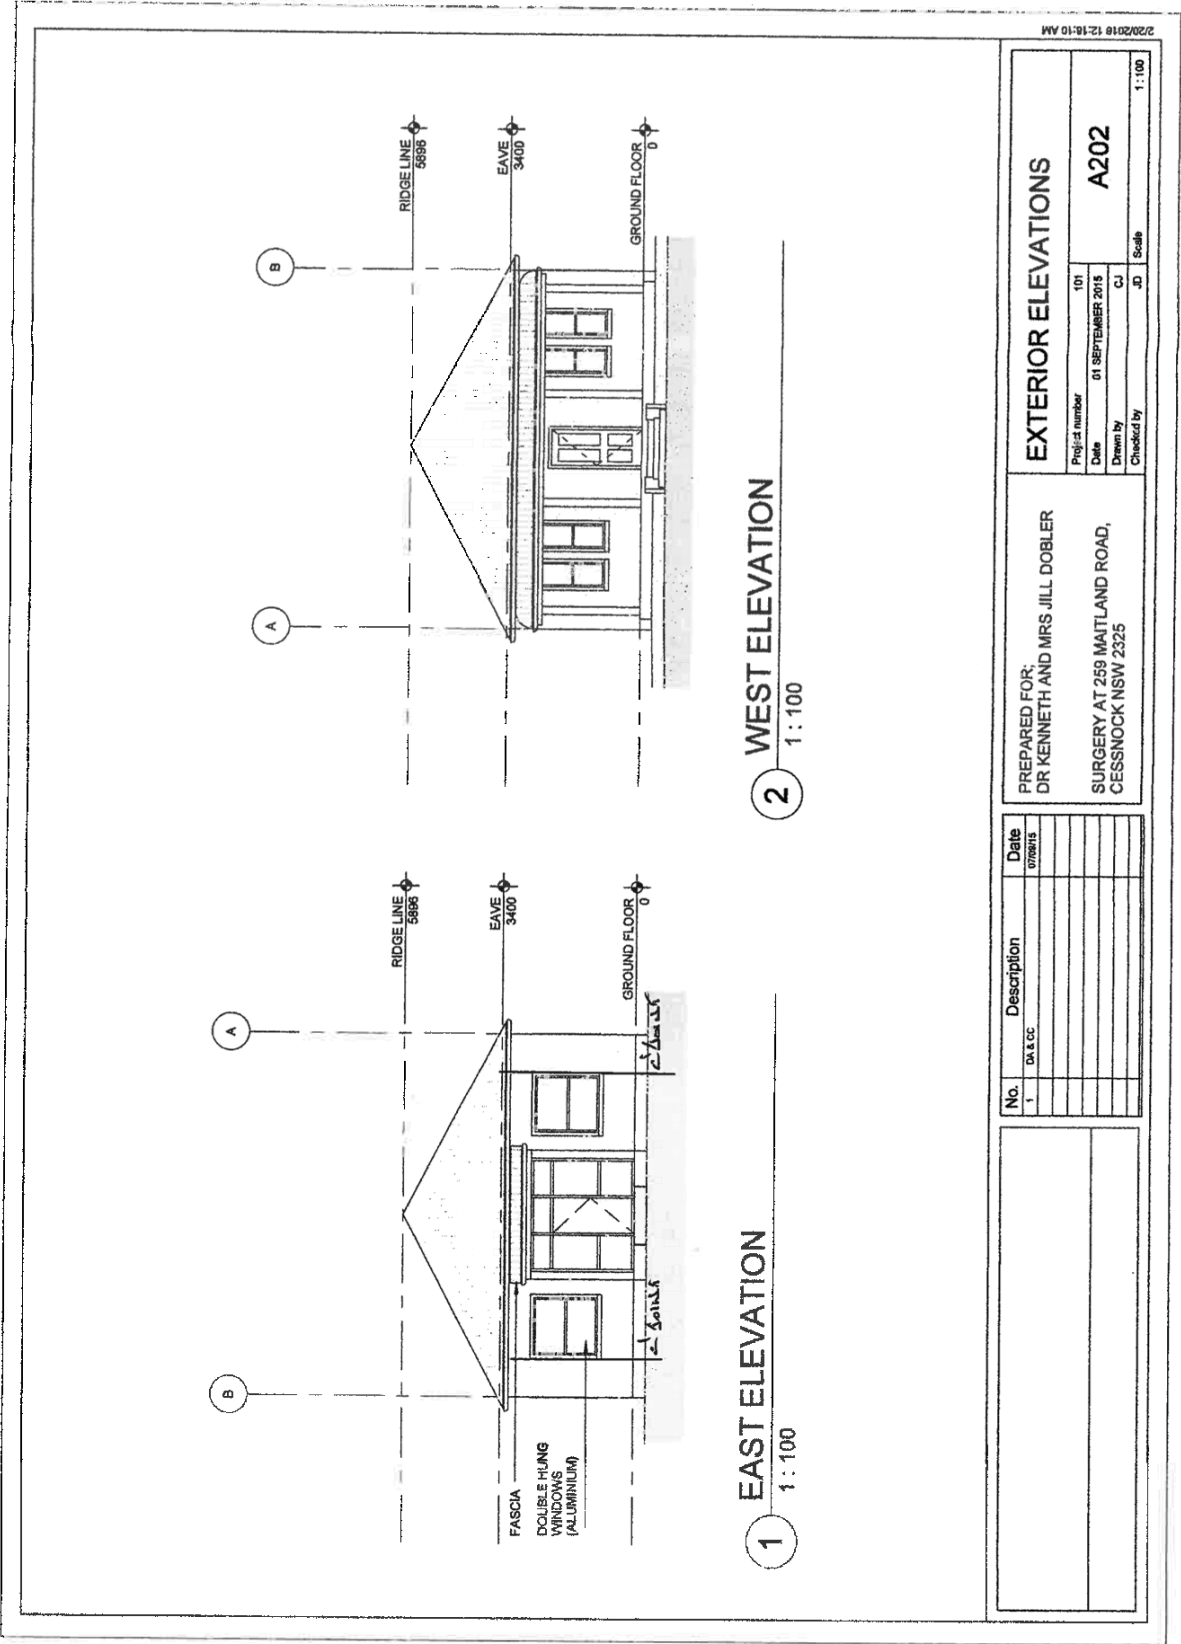 B
A
RIDGE LINE
5896
EAVE
3400
GROUND FLOOR
0
FASCIA
DOUBLE HUNG
WINDOWS
(ALUMINIUM)
1
EAST ELEVATION
1 : 100
A
B
RIDGE LINE
5896
EAVE
3400
GROUND FLOOR
0
2
WEST ELEVATION
1 : 100
No.
Description
Date
1
DA & CC
07/09/15
PREPARED FOR;
DR KENNETH AND MRS JILL DOBLER
SURGERY AT 259 MAITLAND ROAD,
CESSNOCK NSW 2325
EXTERIOR ELEVATIONS
Project number
101
Date
01 SEPTEMBER 2015
Drawn by
CJ
Checked by
JD
A202
Scale
1 : 100
2/20/2016 12:18:10 AM